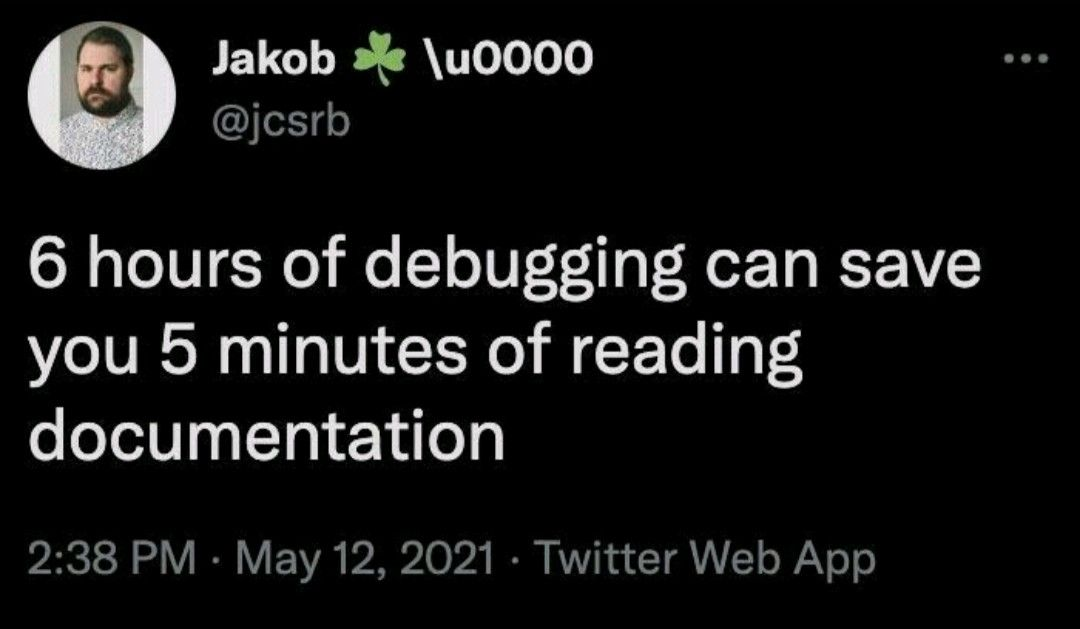 Jakob ☘ \u0000
@jcsrb
6 hours of debugging can save
you 5 minutes of reading
documentation
2:38 PM · May 12, 2021 · Twitter Web App